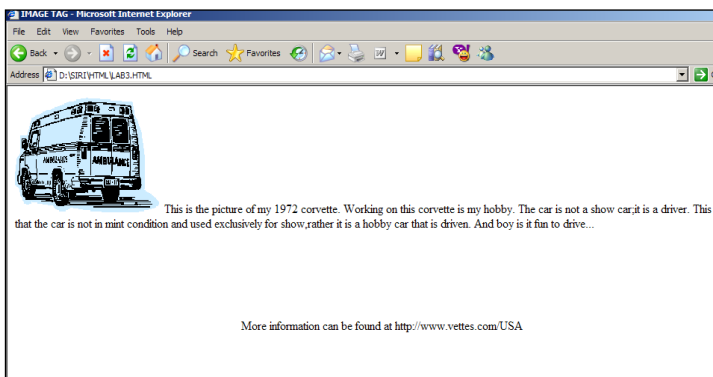 IMAGE TAG - Microsoft Internet Explorer
File Edit View Favorites Tools Help
Back Search Favorites
Address D:\SIRI\HTML\LAB3.HTML
AMBULANCE AMBULANCE
This is the picture of my 1972 corvette. Working on this corvette is my hobby. The car is not a show car;it is a driver. This
that the car is not in mint condition and used exclusively for show,rather it is a hobby car that is driven. And boy is it fun to drive...
More information can be found at http://www.vettes.com/USA